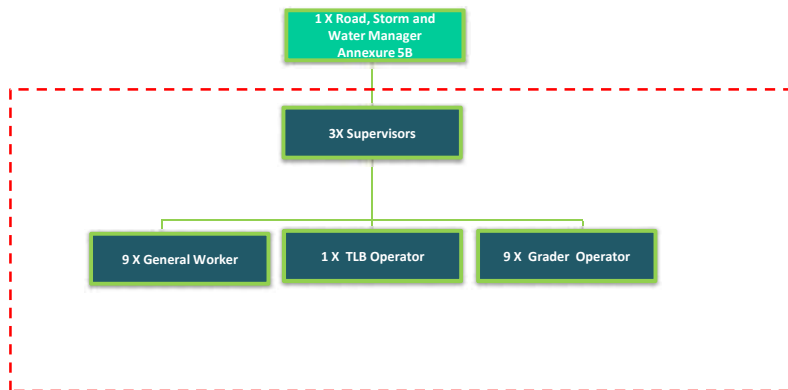 1 X Road, Storm and
Water Manager
Annexure 5B
3X Supervisors
9 X General Worker
1 X TLB Operator
9 X Grader Operator